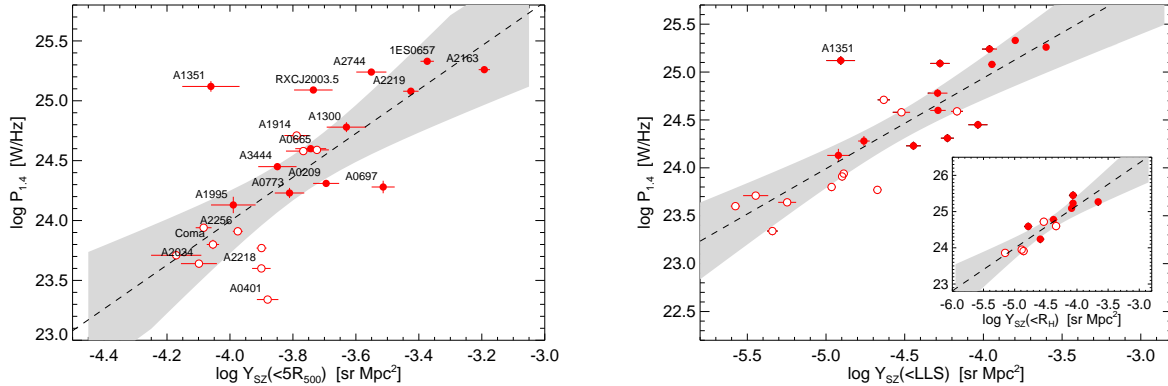 25.5
25.0
24.5
24.0
23.5
23.0
log P1.4 [W/Hz]
1ES0657
A2744
A2163
A1351
RXCJ2003.5
A2219
A1300
A1914
A0665
A3444
A0209
A0773
A0697
A1995
A2256
Coma
A2034
A2218
A0401
-4.4 -4.2 -4.0 -3.8 -3.6 -3.4 -3.2 -3.0
log YSZ(<5R500) [sr Mpc2]
25.5
25.0
24.5
24.0
23.5
23.0
22.5
log P1.4 [W/Hz]
A1351
26
25
24
23
-6.0 -5.5 -5.0 -4.5 -4.0 -3.5 -3.0
log YSZ(<RH) [sr Mpc2]
-5.5 -5.0 -4.5 -4.0 -3.5 -3.0
log YSZ(<LLS) [sr Mpc2]